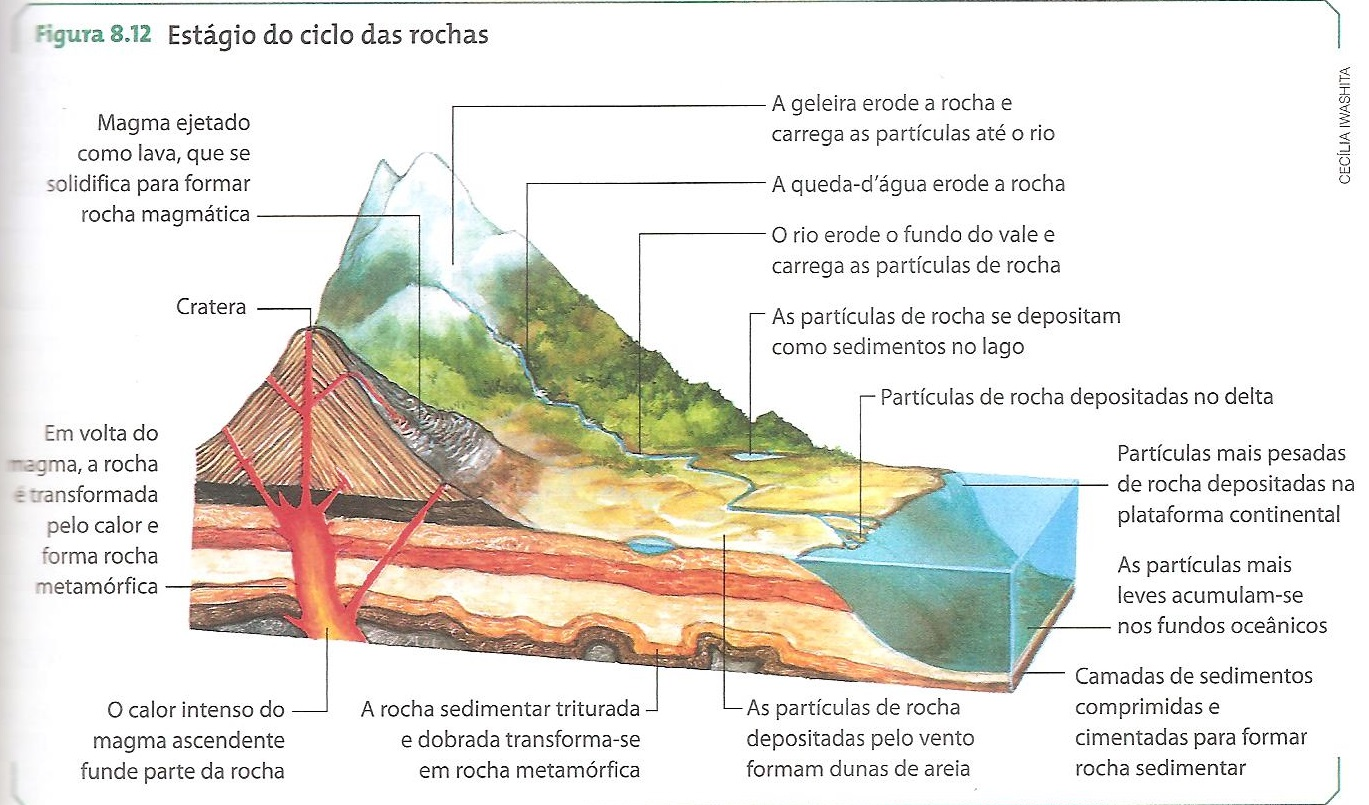 Figura 8.12 Estágio do ciclo das rochas
Magma ejetado
como lava, que se
solidifica para formar
rocha magmática
Cratera
Em volta do
magma, a rocha
é transformada
pelo calor e
forma rocha
metamórfica
A geleira erode a rocha e
carrega as partículas até o rio
A queda-d'água erode a rocha
O rio erode o fundo do vale e
carrega as partículas de rocha
As partículas de rocha se depositam
como sedimentos no lago
Partículas de rocha depositadas no delta
Partículas mais pesadas
de rocha depositadas na
plataforma continental
As partículas mais
leves acumulam-se
nos fundos oceânicos
Camadas de sedimentos
comprimidas e
cimentadas para formar
rocha sedimentar
O calor intenso do
magma ascendente
funde parte da rocha
A rocha sedimentar triturada
e dobrada transforma-se
em rocha metamórfica
As partículas de rocha
depositadas pelo vento
formam dunas de areia
CECÍLIA IWASHITA